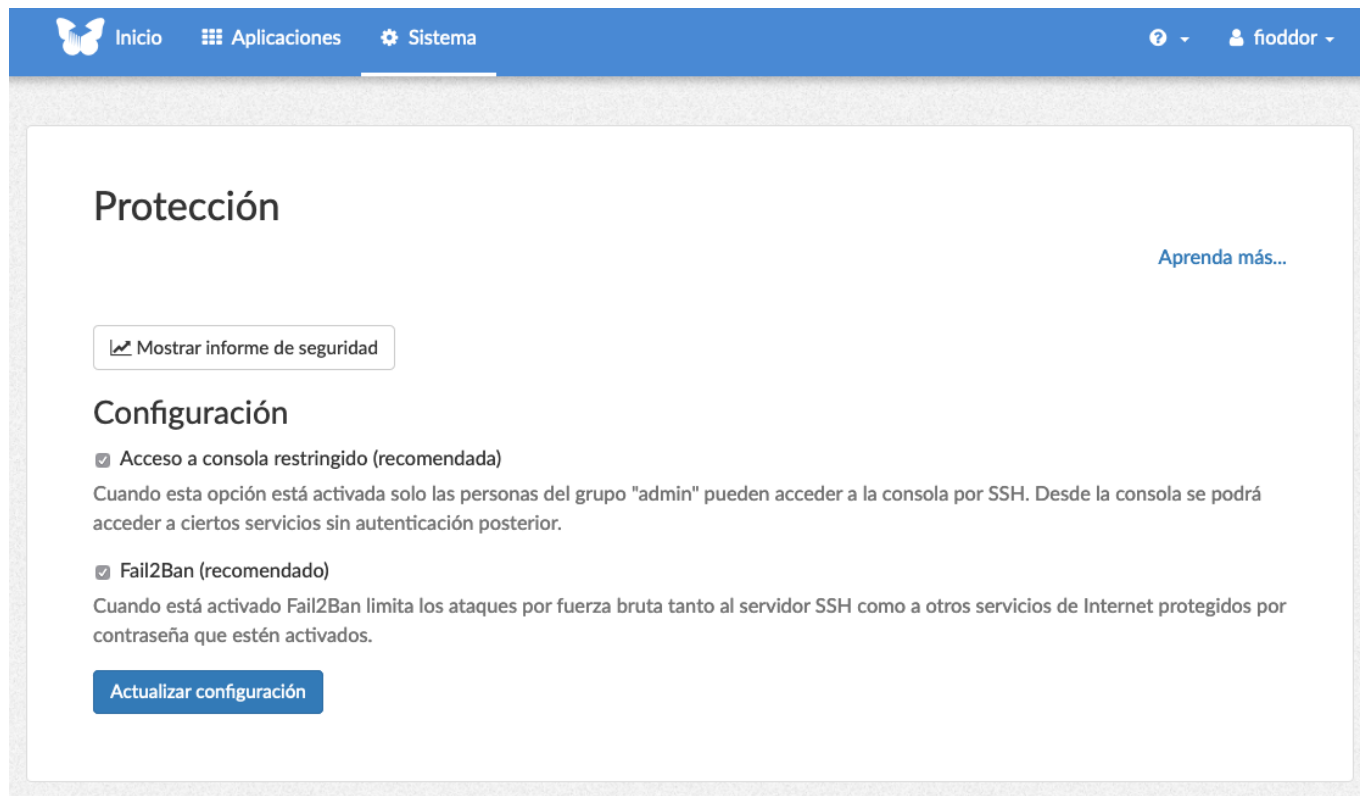 Inicio Aplicaciones Sistema fioddor
Protección
Aprenda más...
Mostrar informe de seguridad
Configuración
Acceso a consola restringido (recomendada)
Cuando esta opción está activada solo las personas del grupo "admin" pueden acceder a la consola por SSH. Desde la consola se podrá
acceder a ciertos servicios sin autenticación posterior.
Fail2Ban (recomendado)
Cuando está activado Fail2Ban limita los ataques por fuerza bruta tanto al servidor SSH como a otros servicios de Internet protegidos por
contraseña que estén activados.
Actualizar configuración